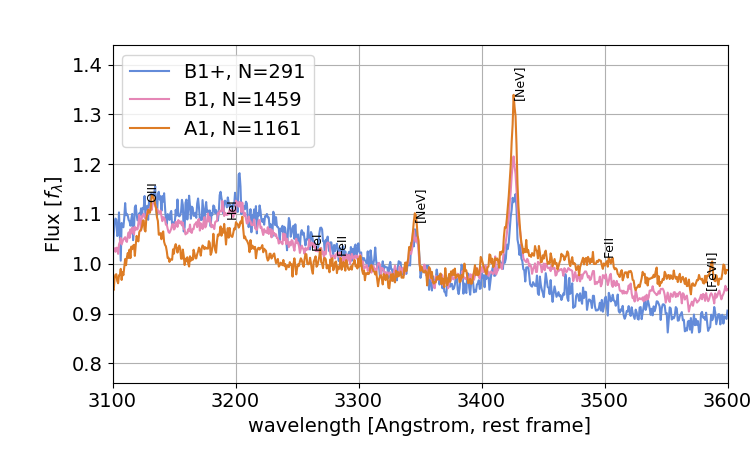 B1+, N=291
B1, N=1459
A1, N=1161
OIII
HeI
FeI
FeII
[NeV]
[NeV]
FeII
[FeVII]
1.4
1.3
1.2
1.1
1.0
0.9
0.8
Flux [fλ]
3100 3200 3300 3400 3500 3600
wavelength [Angstrom, rest frame]